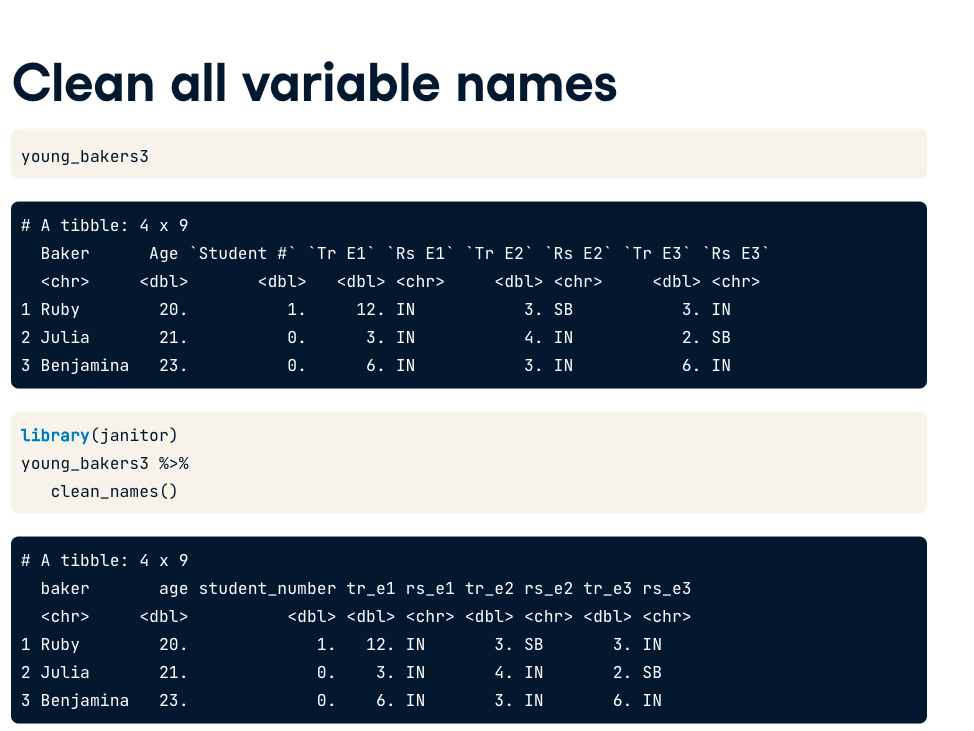 Clean all variable names
young_bakers3
# A tibble: 4 x 9
  Baker      Age `Student #` `Tr E1` `Rs E1` `Tr E2` `Rs E2` `Tr E3` `Rs E3`
  <chr>     <dbl>       <dbl>   <dbl> <chr>     <dbl> <chr>     <dbl> <chr>
1 Ruby        20.          1.     12. IN           3. SB           3. IN
2 Julia       21.          0.      3. IN           4. IN           2. SB
3 Benjamina   23.          0.      6. IN           3. IN           6. IN
library(janitor)
young_bakers3 %>%
   clean_names()
# A tibble: 4 x 9
  baker       age student_number tr_e1 rs_e1 tr_e2 rs_e2 tr_e3 rs_e3
  <chr>     <dbl>          <dbl> <dbl> <chr> <dbl> <chr> <dbl> <chr>
1 Ruby        20.             1.   12. IN       3. SB       3. IN
2 Julia       21.             0.    3. IN       4. IN       2. SB
3 Benjamina   23.             0.    6. IN       3. IN       6. IN